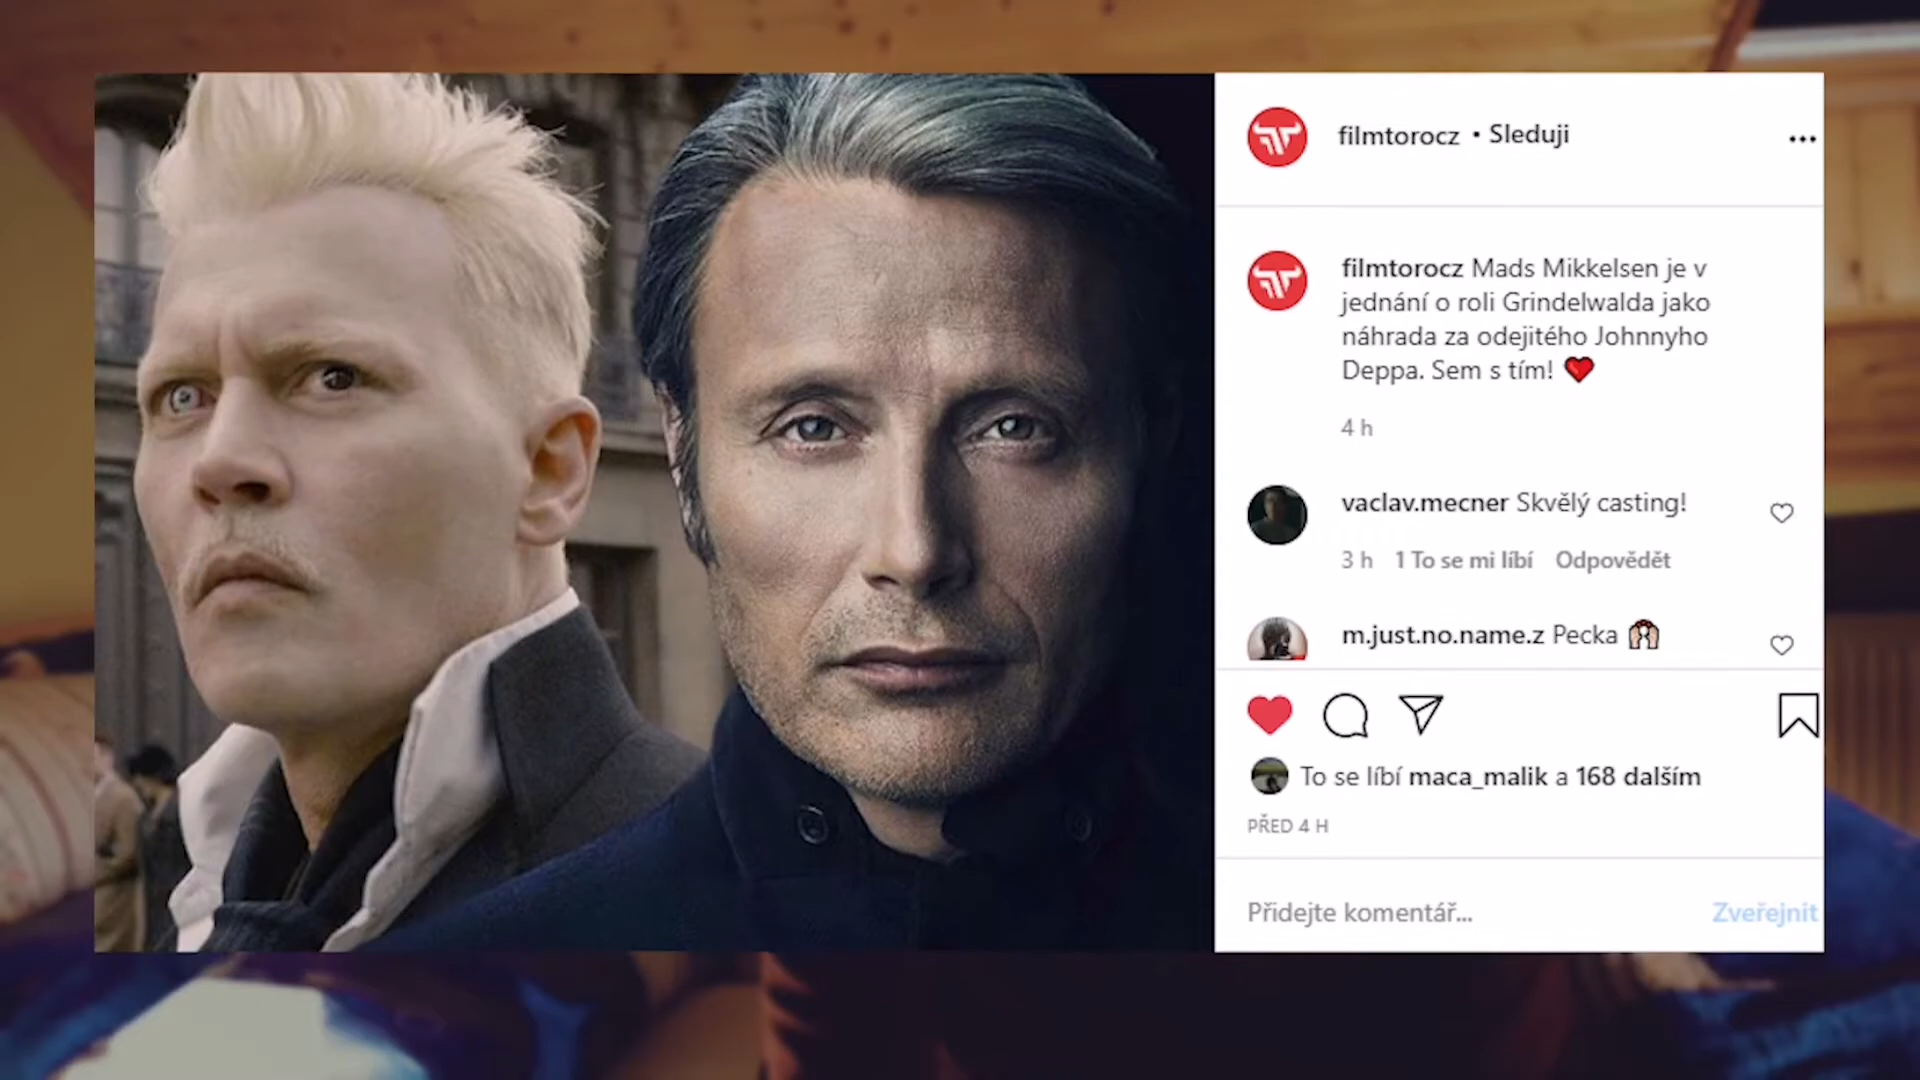 filmtorocz • Sleduji
filmtorocz Mads Mikkelsen je v
jednání o roli Grindelwalda jako
náhrada za odejitého Johnnyho
Deppa. Sem s tím! ❤️
4 h
vaclav.mecner Skvělý casting!
3 h 1 To se mi líbí Odpovědět
m.just.no.name.z Pecka 🙌
To se líbí maca_malik a 168 dalším
PŘED 4 H
Přidejte komentář... Zveřejnit